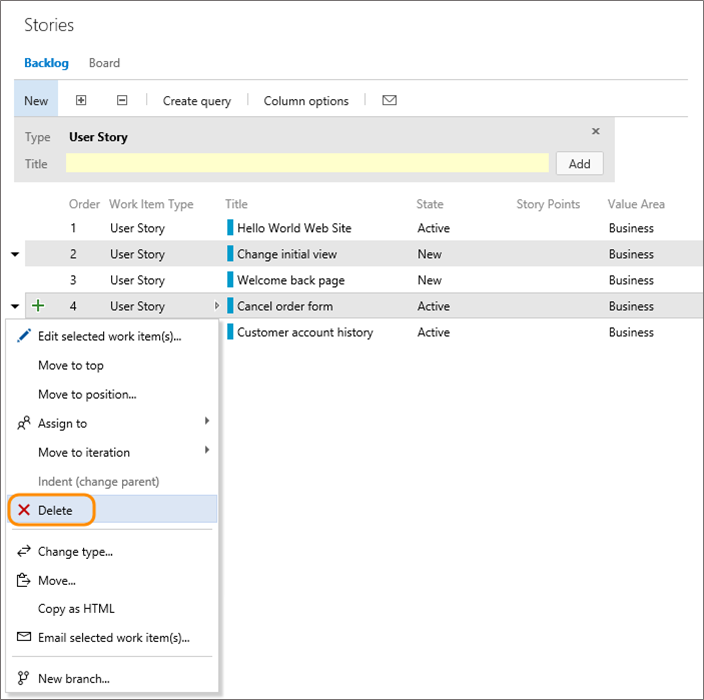 Stories
Backlog Board
New Create query Column options
Type User Story
Title Add
Order Work Item Type Title State Story Points Value Area
1 User Story Hello World Web Site Active Business
2 User Story Change initial view New Business
3 User Story Welcome back page New Business
4 User Story Cancel order form Active Business
Customer account history Active Business
Edit selected work item(s)...
Move to top
Move to position...
Assign to
Move to iteration
Indent (change parent)
Delete
Change type...
Move...
Copy as HTML
Email selected work item(s)...
New branch...